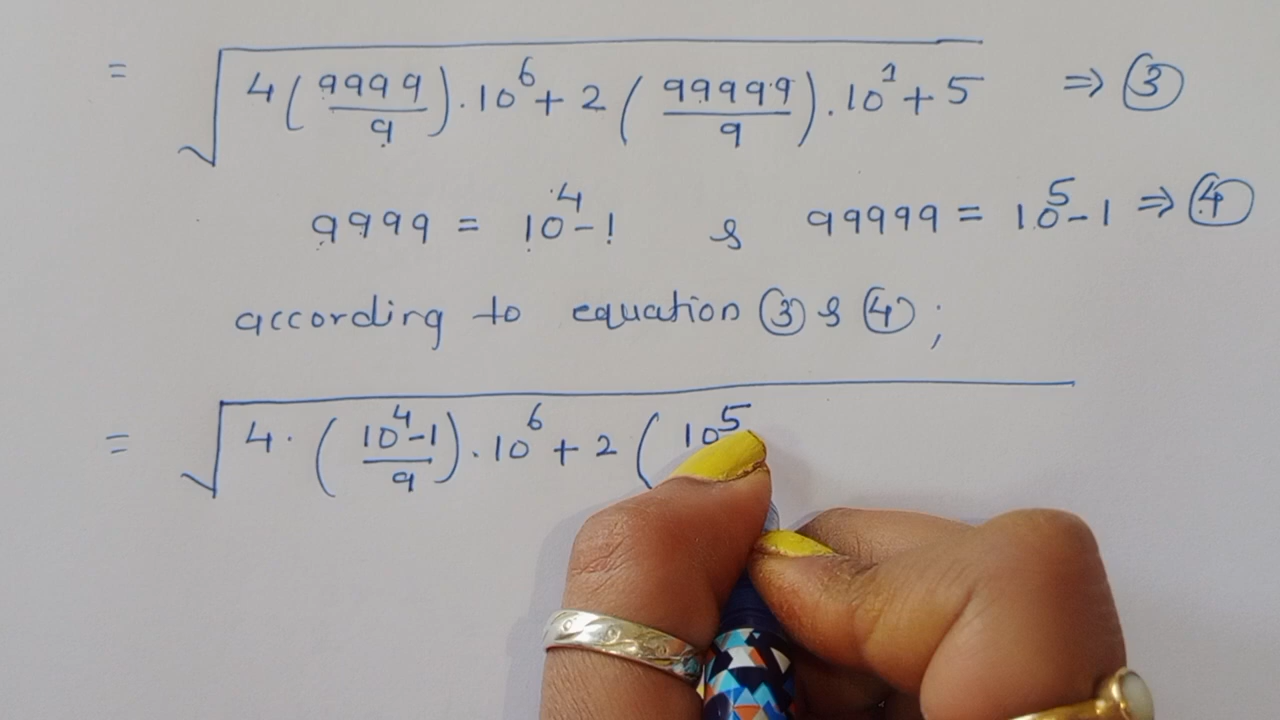 = √ 4 ( 9999 / 9 ) . 10^6 + 2 ( 99999 / 9 ) . 10^1 + 5 ⇒ ③
9999 = 10^4 - 1 & 99999 = 10^5 - 1 ⇒ ④
according to equation ③ & ④ ;
= √ 4 . ( 10^4 - 1 / 9 ) . 10^6 + 2 ( 10^5